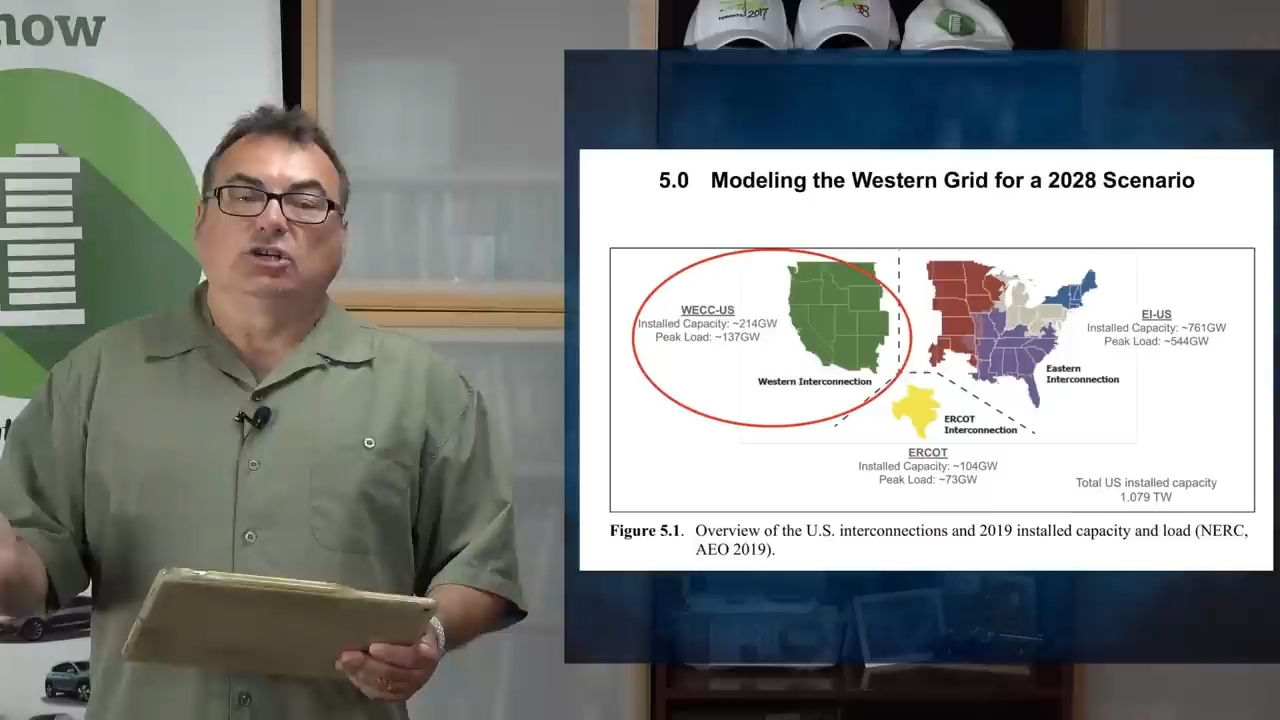 now
TORONTO 2017
5.0 Modeling the Western Grid for a 2028 Scenario
WECC-US
Installed Capacity: ~214GW
Peak Load: ~137GW
Western Interconnection
EI-US
Installed Capacity: ~761GW
Peak Load: ~544GW
Eastern
Interconnection
ERCOT
Interconnection
ERCOT
Installed Capacity: ~104GW
Peak Load: ~73GW
Total US installed capacity
1.079 TW
Figure 5.1. Overview of the U.S. interconnections and 2019 installed capacity and load (NERC,
AEO 2019).